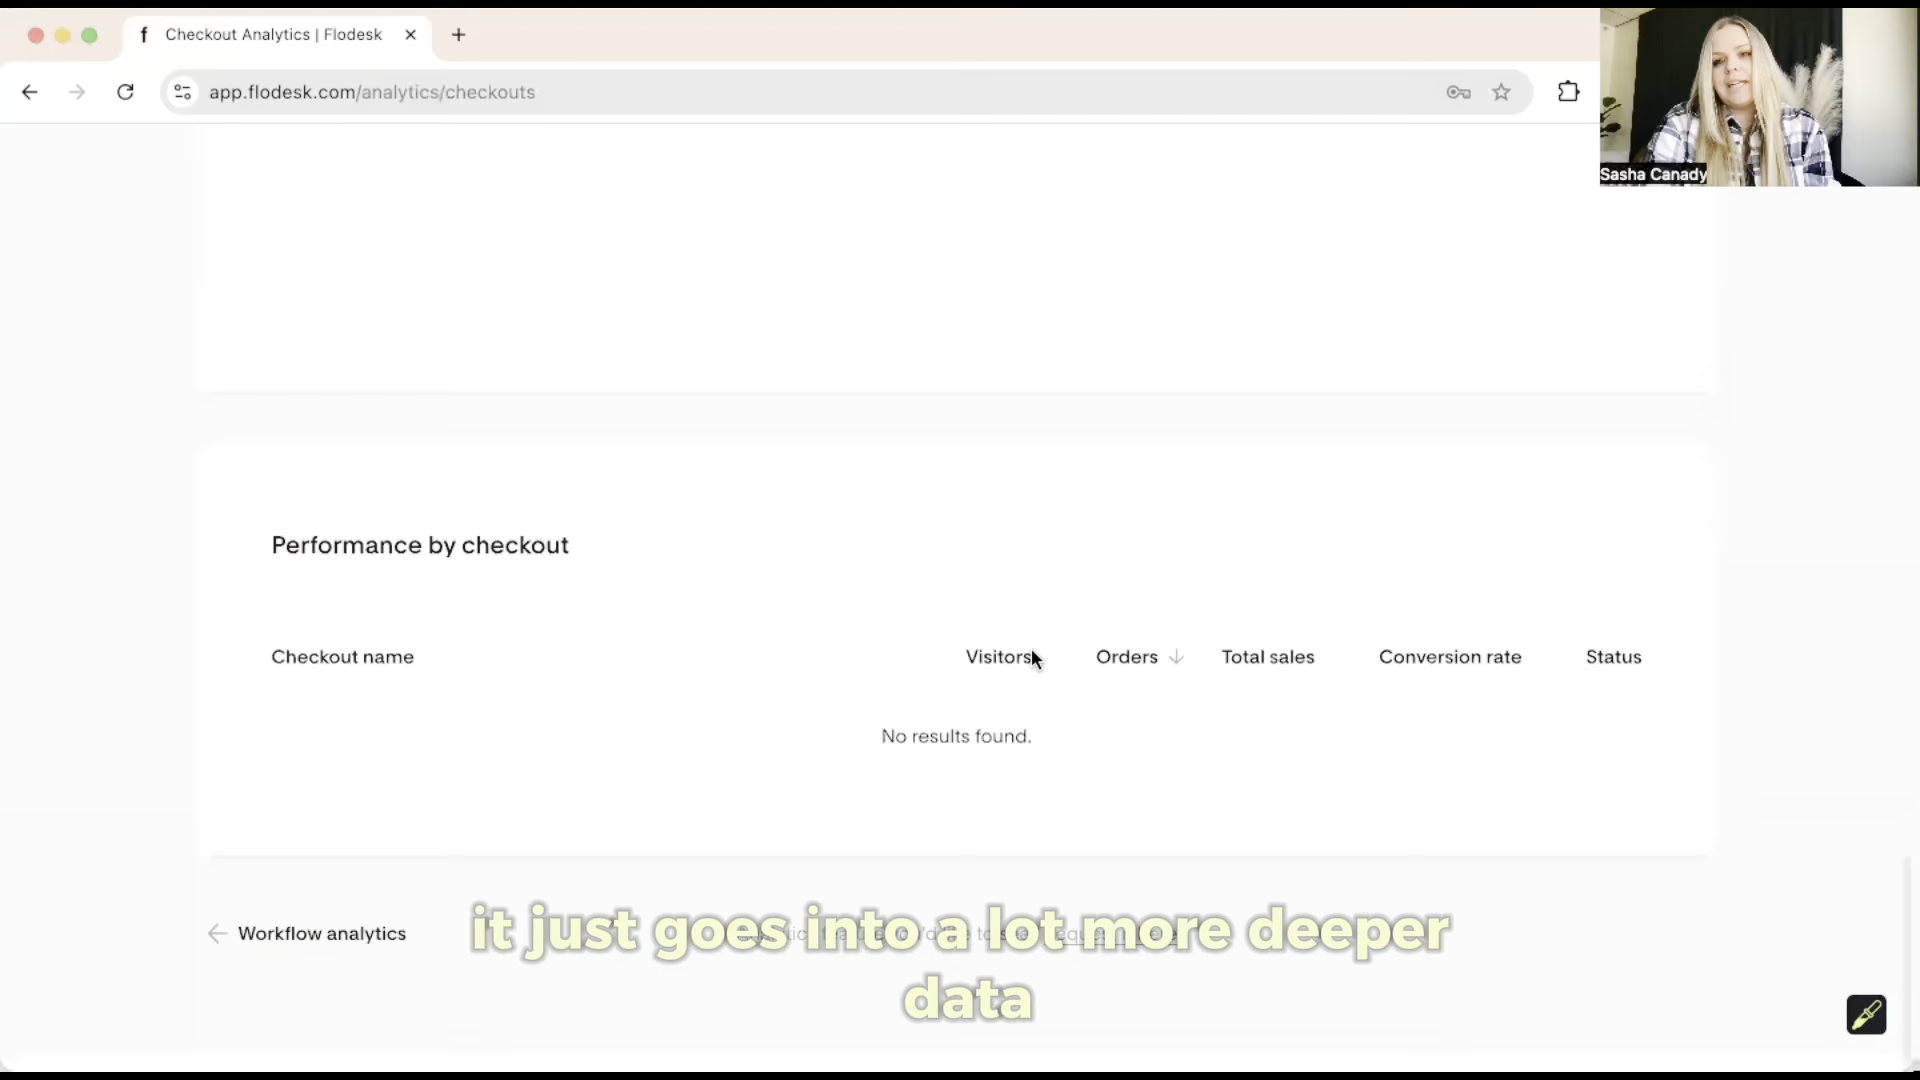 f Checkout Analytics | Flodesk
app.flodesk.com/analytics/checkouts
Sasha Canady
Performance by checkout
Checkout name Visitors Orders Total sales Conversion rate Status
No results found.
Workflow analytics
it just goes into a lot more deeper
data